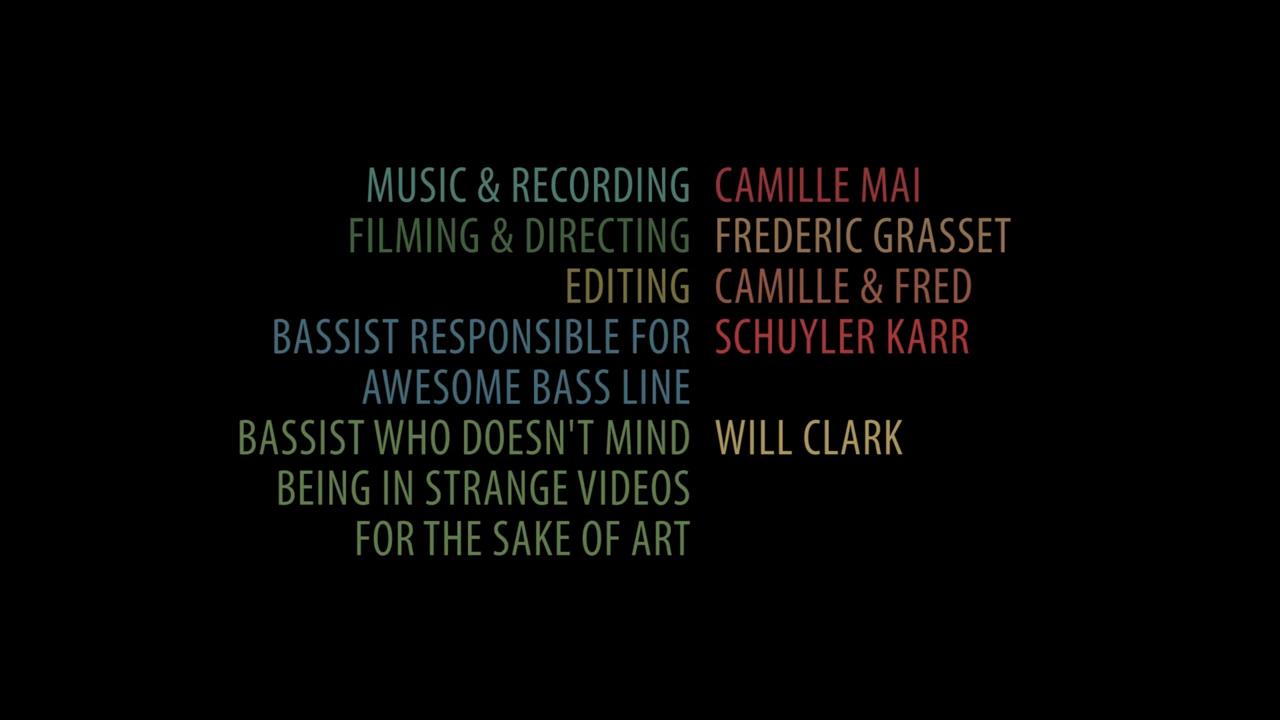 MUSIC & RECORDING CAMILLE MAI
FILMING & DIRECTING FREDERIC GRASSET
EDITING CAMILLE & FRED
BASSIST RESPONSIBLE FOR SCHUYLER KARR
AWESOME BASS LINE
BASSIST WHO DOESN'T MIND WILL CLARK
BEING IN STRANGE VIDEOS
FOR THE SAKE OF ART